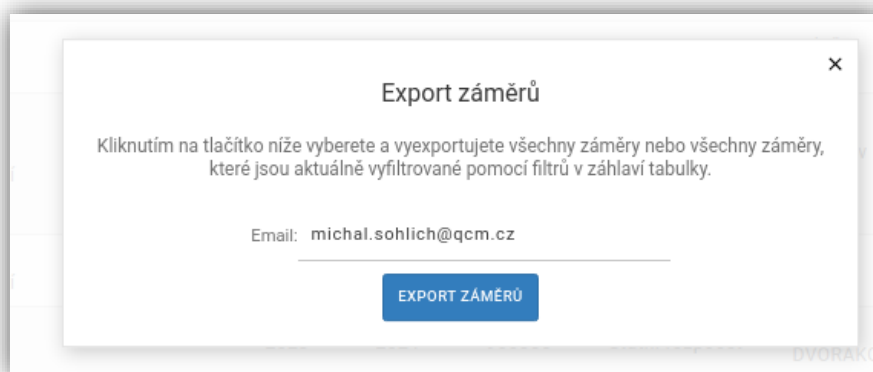 ×
Export záměrů
Kliknutím na tlačítko níže vyberete a vyexportujete všechny záměry nebo všechny záměry,
které jsou aktuálně vyfiltrované pomocí filtrů v záhlaví tabulky.
Email: michal.sohlich@qcm.cz
EXPORT ZÁMĚRŮ